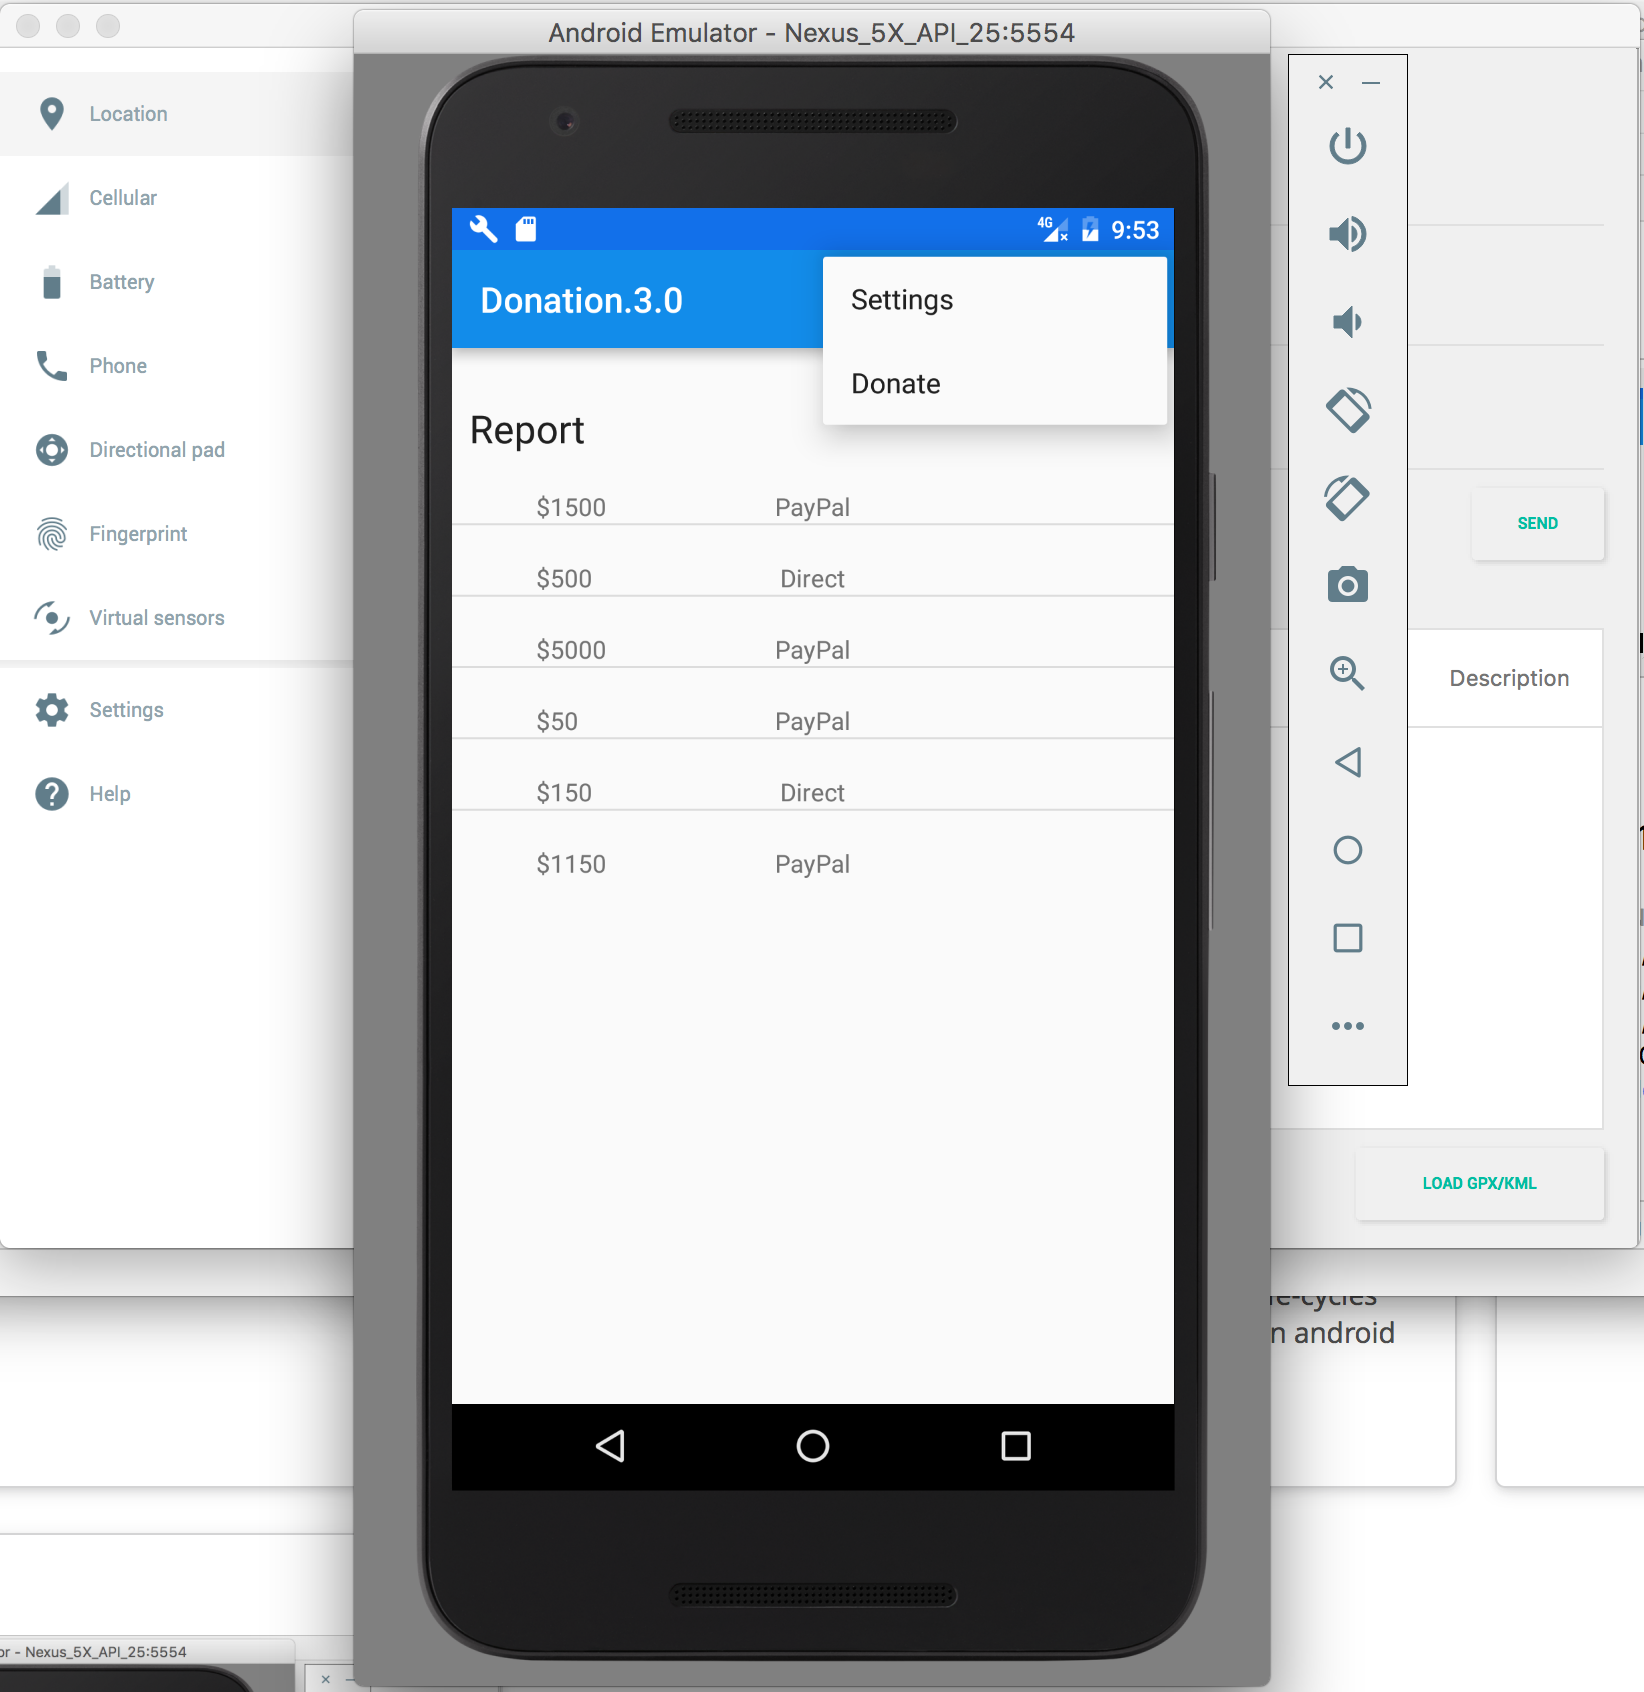 Android Emulator - Nexus_5X_API_25:5554
Location
Cellular
Battery
Phone
Directional pad
Fingerprint
Virtual sensors
Settings
Help
4G 9:53
Donation.3.0
Settings
Donate
Report
$1500 PayPal
$500 Direct
$5000 PayPal
$50 PayPal
$150 Direct
$1150 PayPal
SEND
Description
LOAD GPX/KML
e-cycles
n android
or - Nexus_5X_API_25:5554